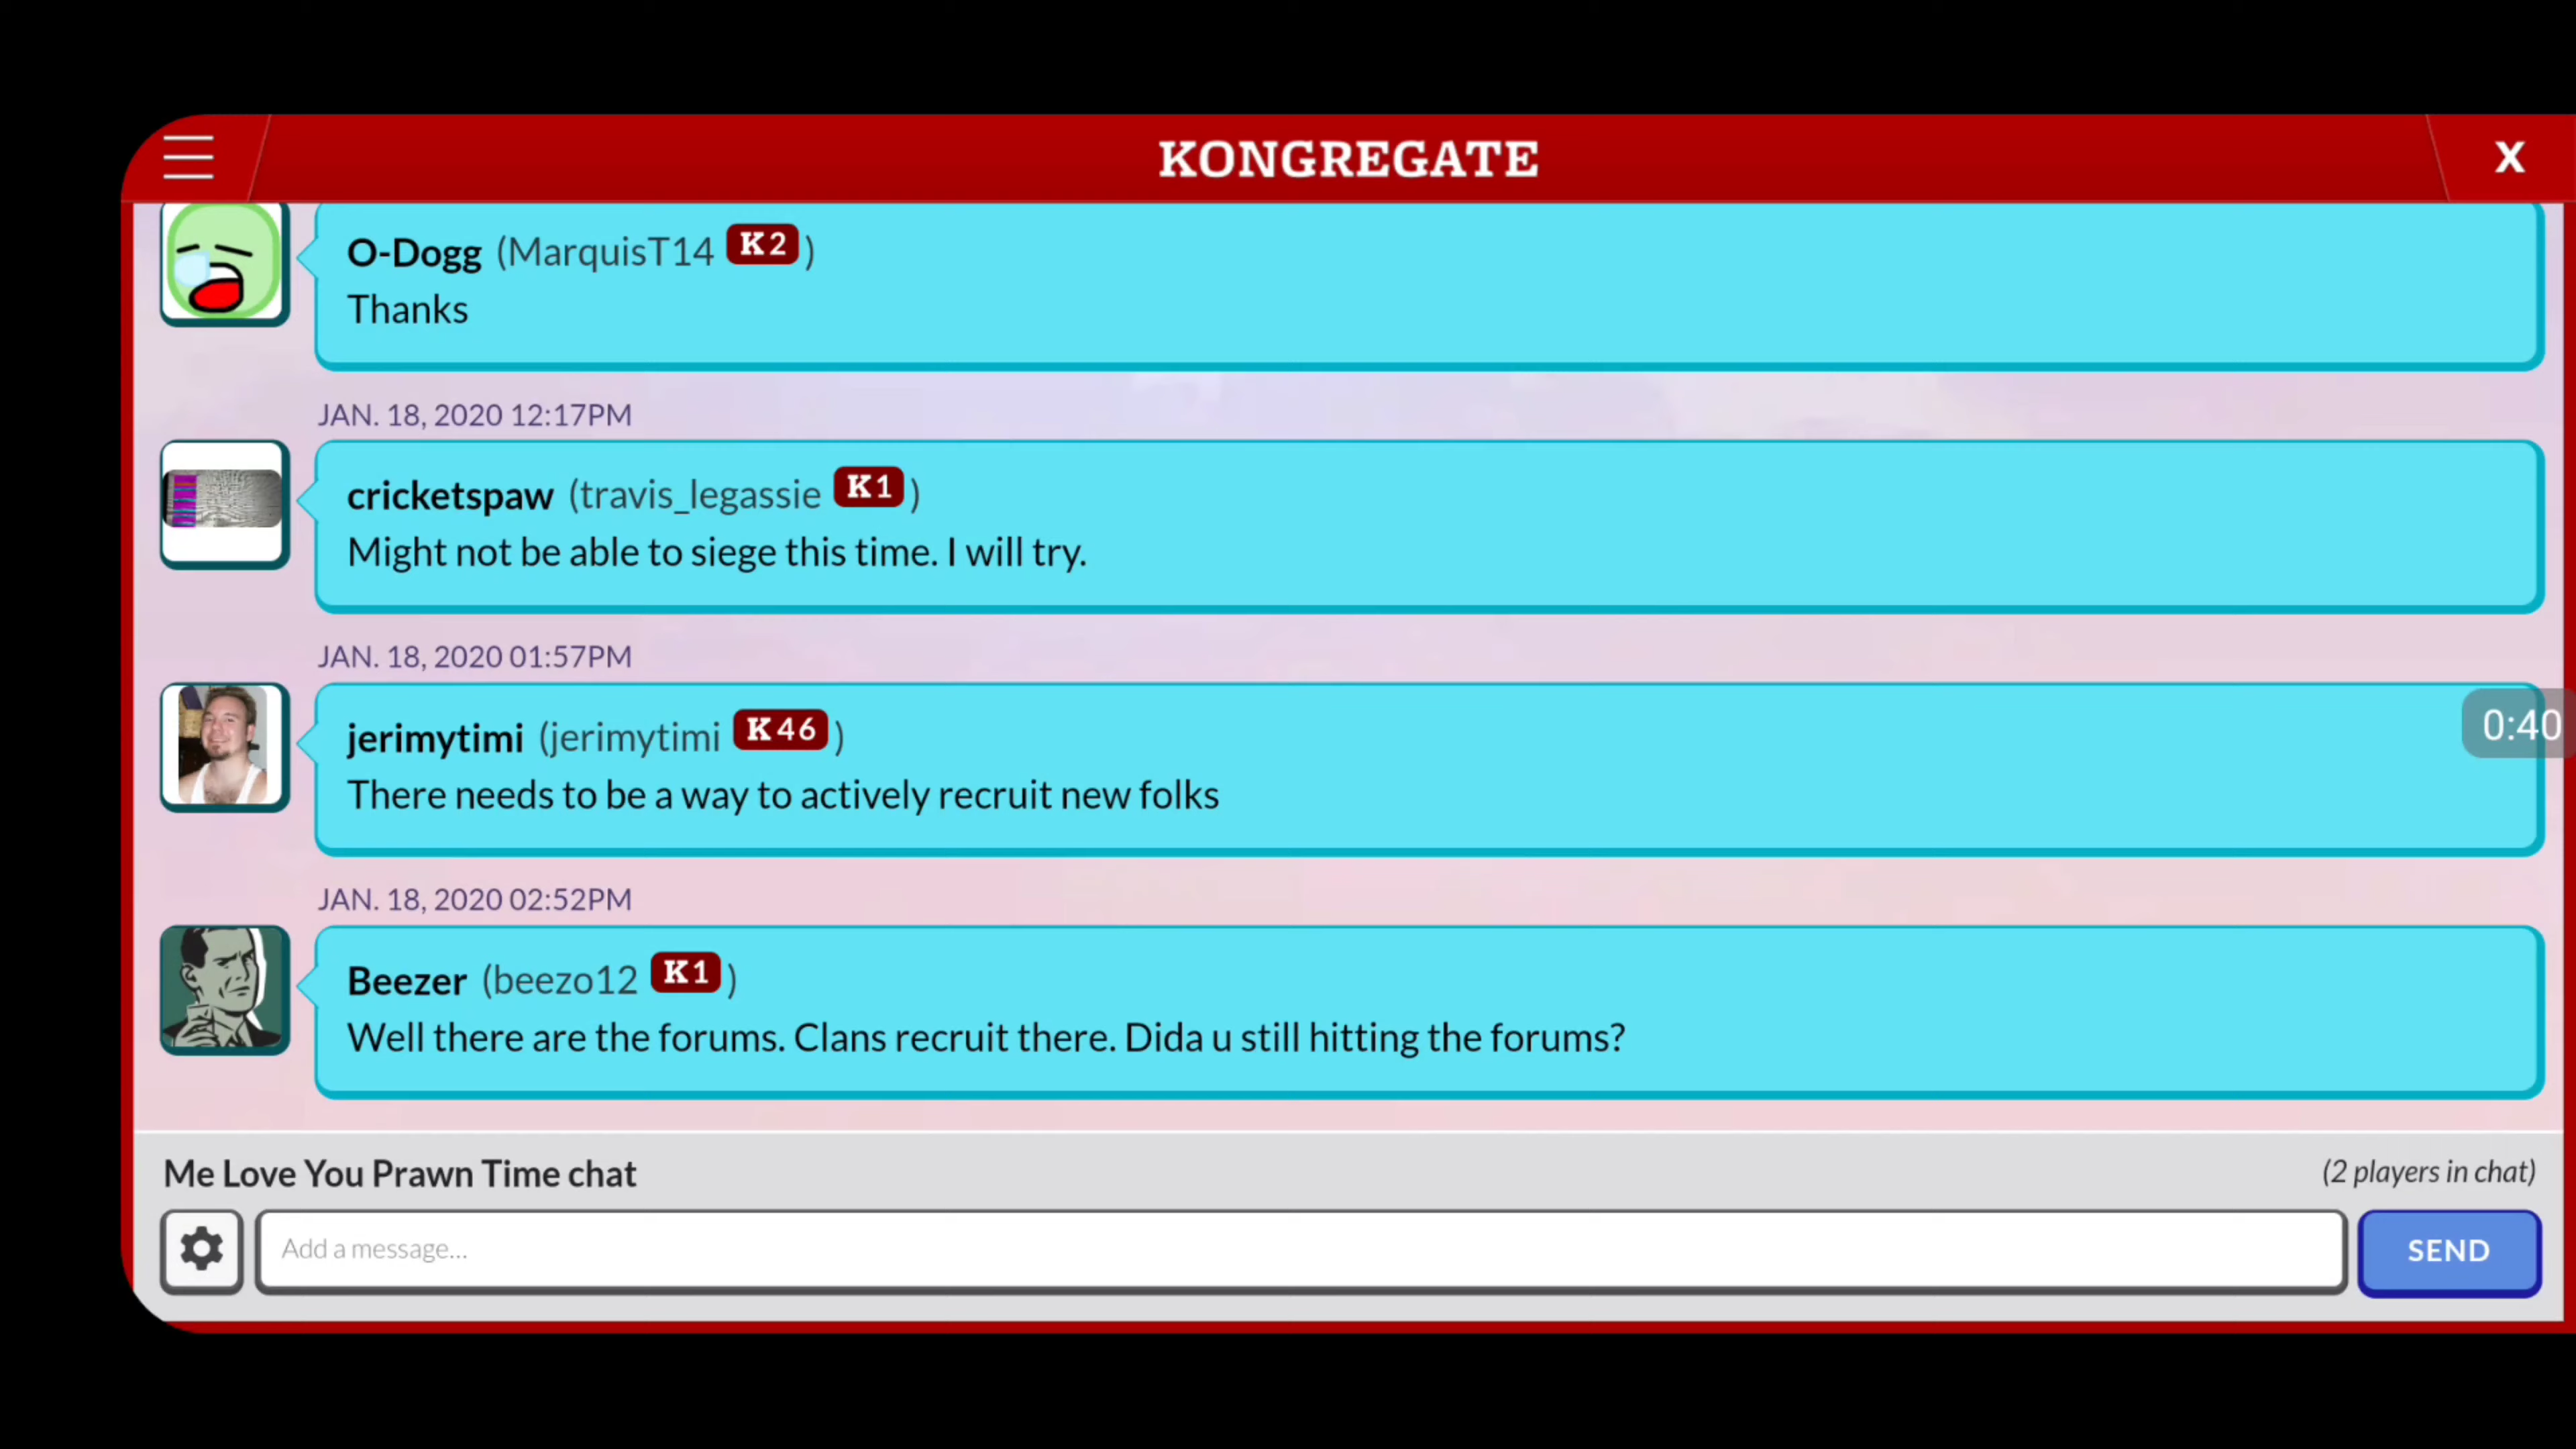 KONGREGATE
X
O-Dogg (MarquisT14 K2)
Thanks
JAN. 18, 2020 12:17PM
cricketspaw (travis_legassie K1)
Might not be able to siege this time. I will try.
JAN. 18, 2020 01:57PM
jerimytimi (jerimytimi K46)
0:40
There needs to be a way to actively recruit new folks
JAN. 18, 2020 02:52PM
Beezer (beezo12 K1)
Well there are the forums. Clans recruit there. Dida u still hitting the forums?
Me Love You Prawn Time chat
(2 players in chat)
Add a message...
SEND